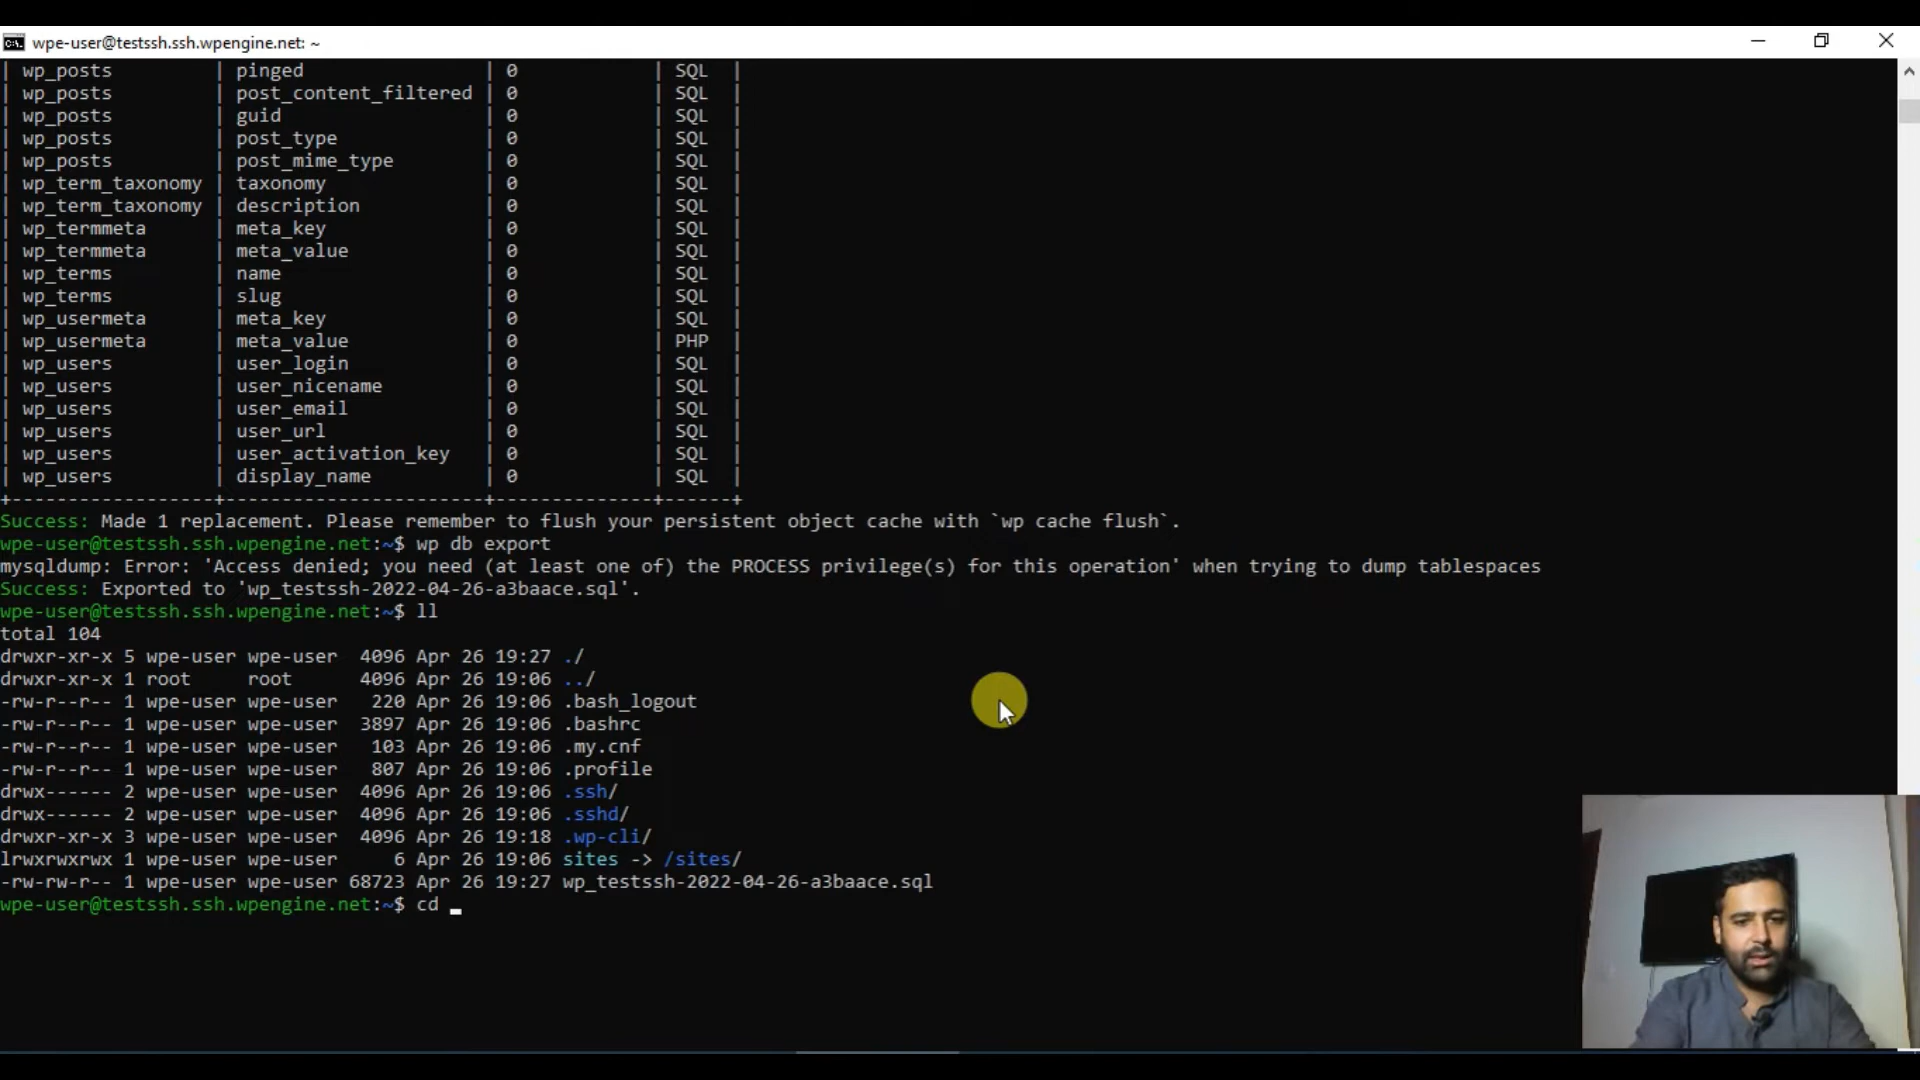 wpe-user@testssh.ssh.wpengine.net: ~
| wp_posts | pinged | 0 | SQL |
| wp_posts | post_content_filtered | 0 | SQL |
| wp_posts | guid | 0 | SQL |
| wp_posts | post_type | 0 | SQL |
| wp_posts | post_mime_type | 0 | SQL |
| wp_term_taxonomy | taxonomy | 0 | SQL |
| wp_term_taxonomy | description | 0 | SQL |
| wp_termmeta | meta_key | 0 | SQL |
| wp_termmeta | meta_value | 0 | SQL |
| wp_terms | name | 0 | SQL |
| wp_terms | slug | 0 | SQL |
| wp_usermeta | meta_key | 0 | SQL |
| wp_usermeta | meta_value | 0 | PHP |
| wp_users | user_login | 0 | SQL |
| wp_users | user_nicename | 0 | SQL |
| wp_users | user_email | 0 | SQL |
| wp_users | user_url | 0 | SQL |
| wp_users | user_activation_key | 0 | SQL |
| wp_users | display_name | 0 | SQL |
+------------------+-----------------------+--------------+------+
Success: Made 1 replacement. Please remember to flush your persistent object cache with `wp cache flush`.
wpe-user@testssh.ssh.wpengine.net:~$ wp db export
mysqldump: Error: 'Access denied; you need (at least one of) the PROCESS privilege(s) for this operation' when trying to dump tablespaces
Success: Exported to 'wp_testssh-2022-04-26-a3baace.sql'.
wpe-user@testssh.ssh.wpengine.net:~$ ll
total 104
drwxr-xr-x 5 wpe-user wpe-user  4096 Apr 26 19:27 ./
drwxr-xr-x 1 root     root      4096 Apr 26 19:06 ../
-rw-r--r-- 1 wpe-user wpe-user   220 Apr 26 19:06 .bash_logout
-rw-r--r-- 1 wpe-user wpe-user  3897 Apr 26 19:06 .bashrc
-rw-r--r-- 1 wpe-user wpe-user   103 Apr 26 19:06 .my.cnf
-rw-r--r-- 1 wpe-user wpe-user   807 Apr 26 19:06 .profile
drwx------ 2 wpe-user wpe-user  4096 Apr 26 19:06 .ssh/
drwx------ 2 wpe-user wpe-user  4096 Apr 26 19:06 .sshd/
drwxr-xr-x 3 wpe-user wpe-user  4096 Apr 26 19:18 .wp-cli/
lrwxrwxrwx 1 wpe-user wpe-user     6 Apr 26 19:06 sites -> /sites/
-rw-rw-r-- 1 wpe-user wpe-user 68723 Apr 26 19:27 wp_testssh-2022-04-26-a3baace.sql
wpe-user@testssh.ssh.wpengine.net:~$ cd